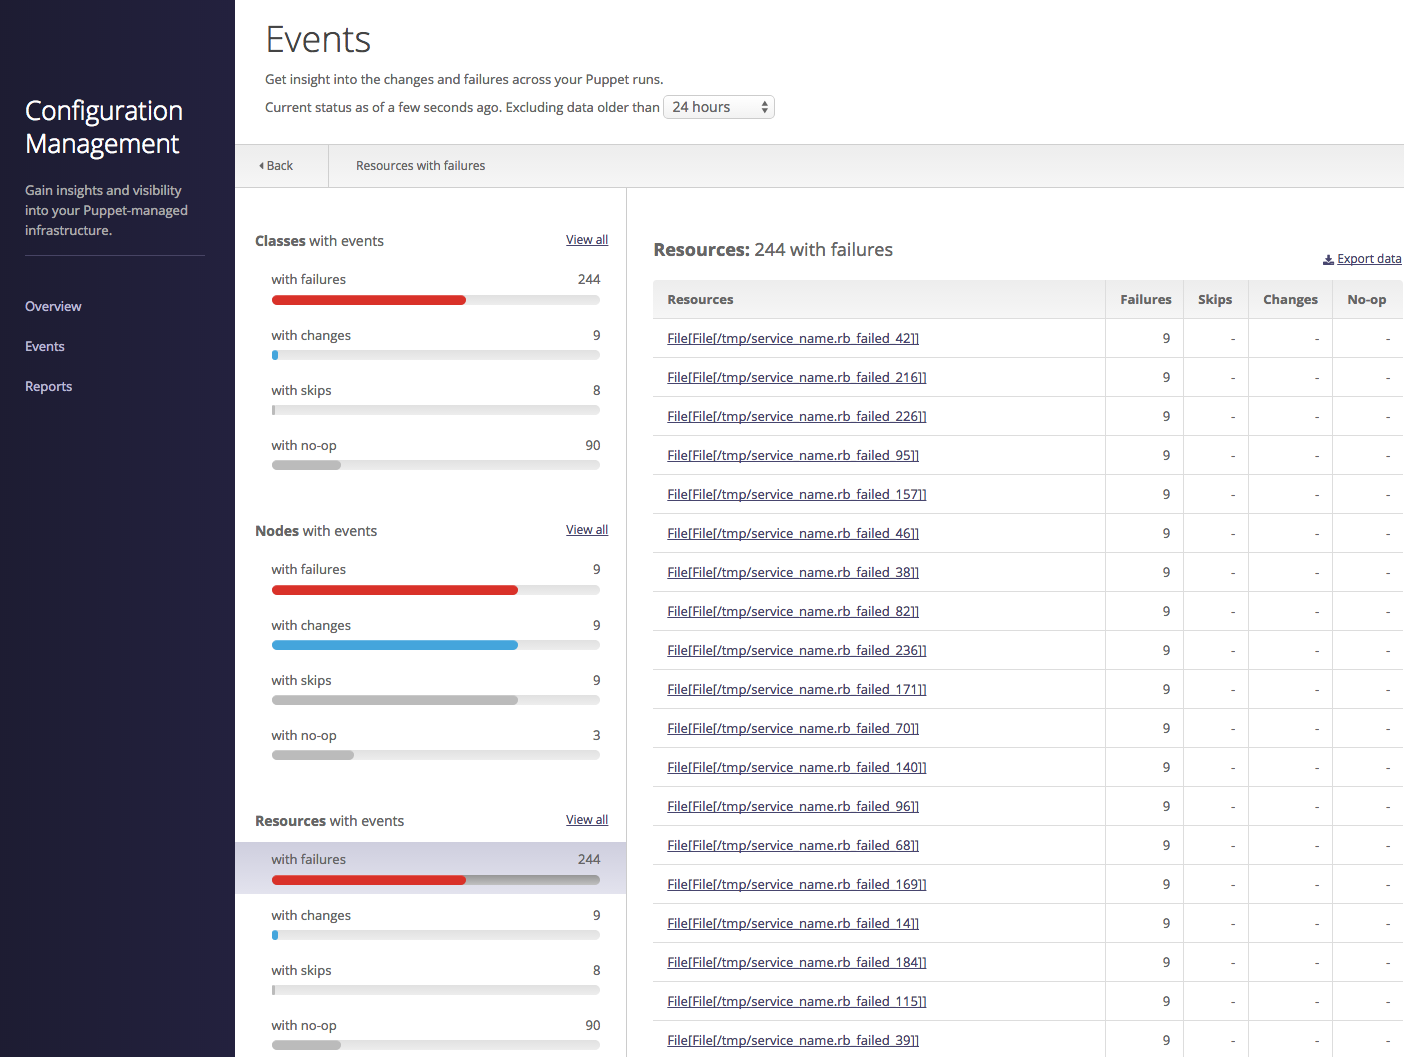 Configuration
Management
Gain insights and visibility
into your Puppet-managed
infrastructure.
Overview
Events
Reports
Events
Get insight into the changes and failures across your Puppet runs.
Current status as of a few seconds ago. Excluding data older than 24 hours
Back
Resources with failures
Classes with events View all
with failures 244
with changes 9
with skips 8
with no-op 90
Nodes with events View all
with failures 9
with changes 9
with skips 9
with no-op 3
Resources with events View all
with failures 244
with changes 9
with skips 8
with no-op 90
Resources: 244 with failures
Export data
Resources Failures Skips Changes No-op
File[File[/tmp/service_name.rb_failed_42]] 9 - - -
File[File[/tmp/service_name.rb_failed_216]] 9 - - -
File[File[/tmp/service_name.rb_failed_226]] 9 - - -
File[File[/tmp/service_name.rb_failed_95]] 9 - - -
File[File[/tmp/service_name.rb_failed_157]] 9 - - -
File[File[/tmp/service_name.rb_failed_46]] 9 - - -
File[File[/tmp/service_name.rb_failed_38]] 9 - - -
File[File[/tmp/service_name.rb_failed_82]] 9 - - -
File[File[/tmp/service_name.rb_failed_236]] 9 - - -
File[File[/tmp/service_name.rb_failed_171]] 9 - - -
File[File[/tmp/service_name.rb_failed_70]] 9 - - -
File[File[/tmp/service_name.rb_failed_140]] 9 - - -
File[File[/tmp/service_name.rb_failed_96]] 9 - - -
File[File[/tmp/service_name.rb_failed_68]] 9 - - -
File[File[/tmp/service_name.rb_failed_169]] 9 - - -
File[File[/tmp/service_name.rb_failed_14]] 9 - - -
File[File[/tmp/service_name.rb_failed_184]] 9 - - -
File[File[/tmp/service_name.rb_failed_115]] 9 - - -
File[File[/tmp/service_name.rb_failed_39]] 9 - - -